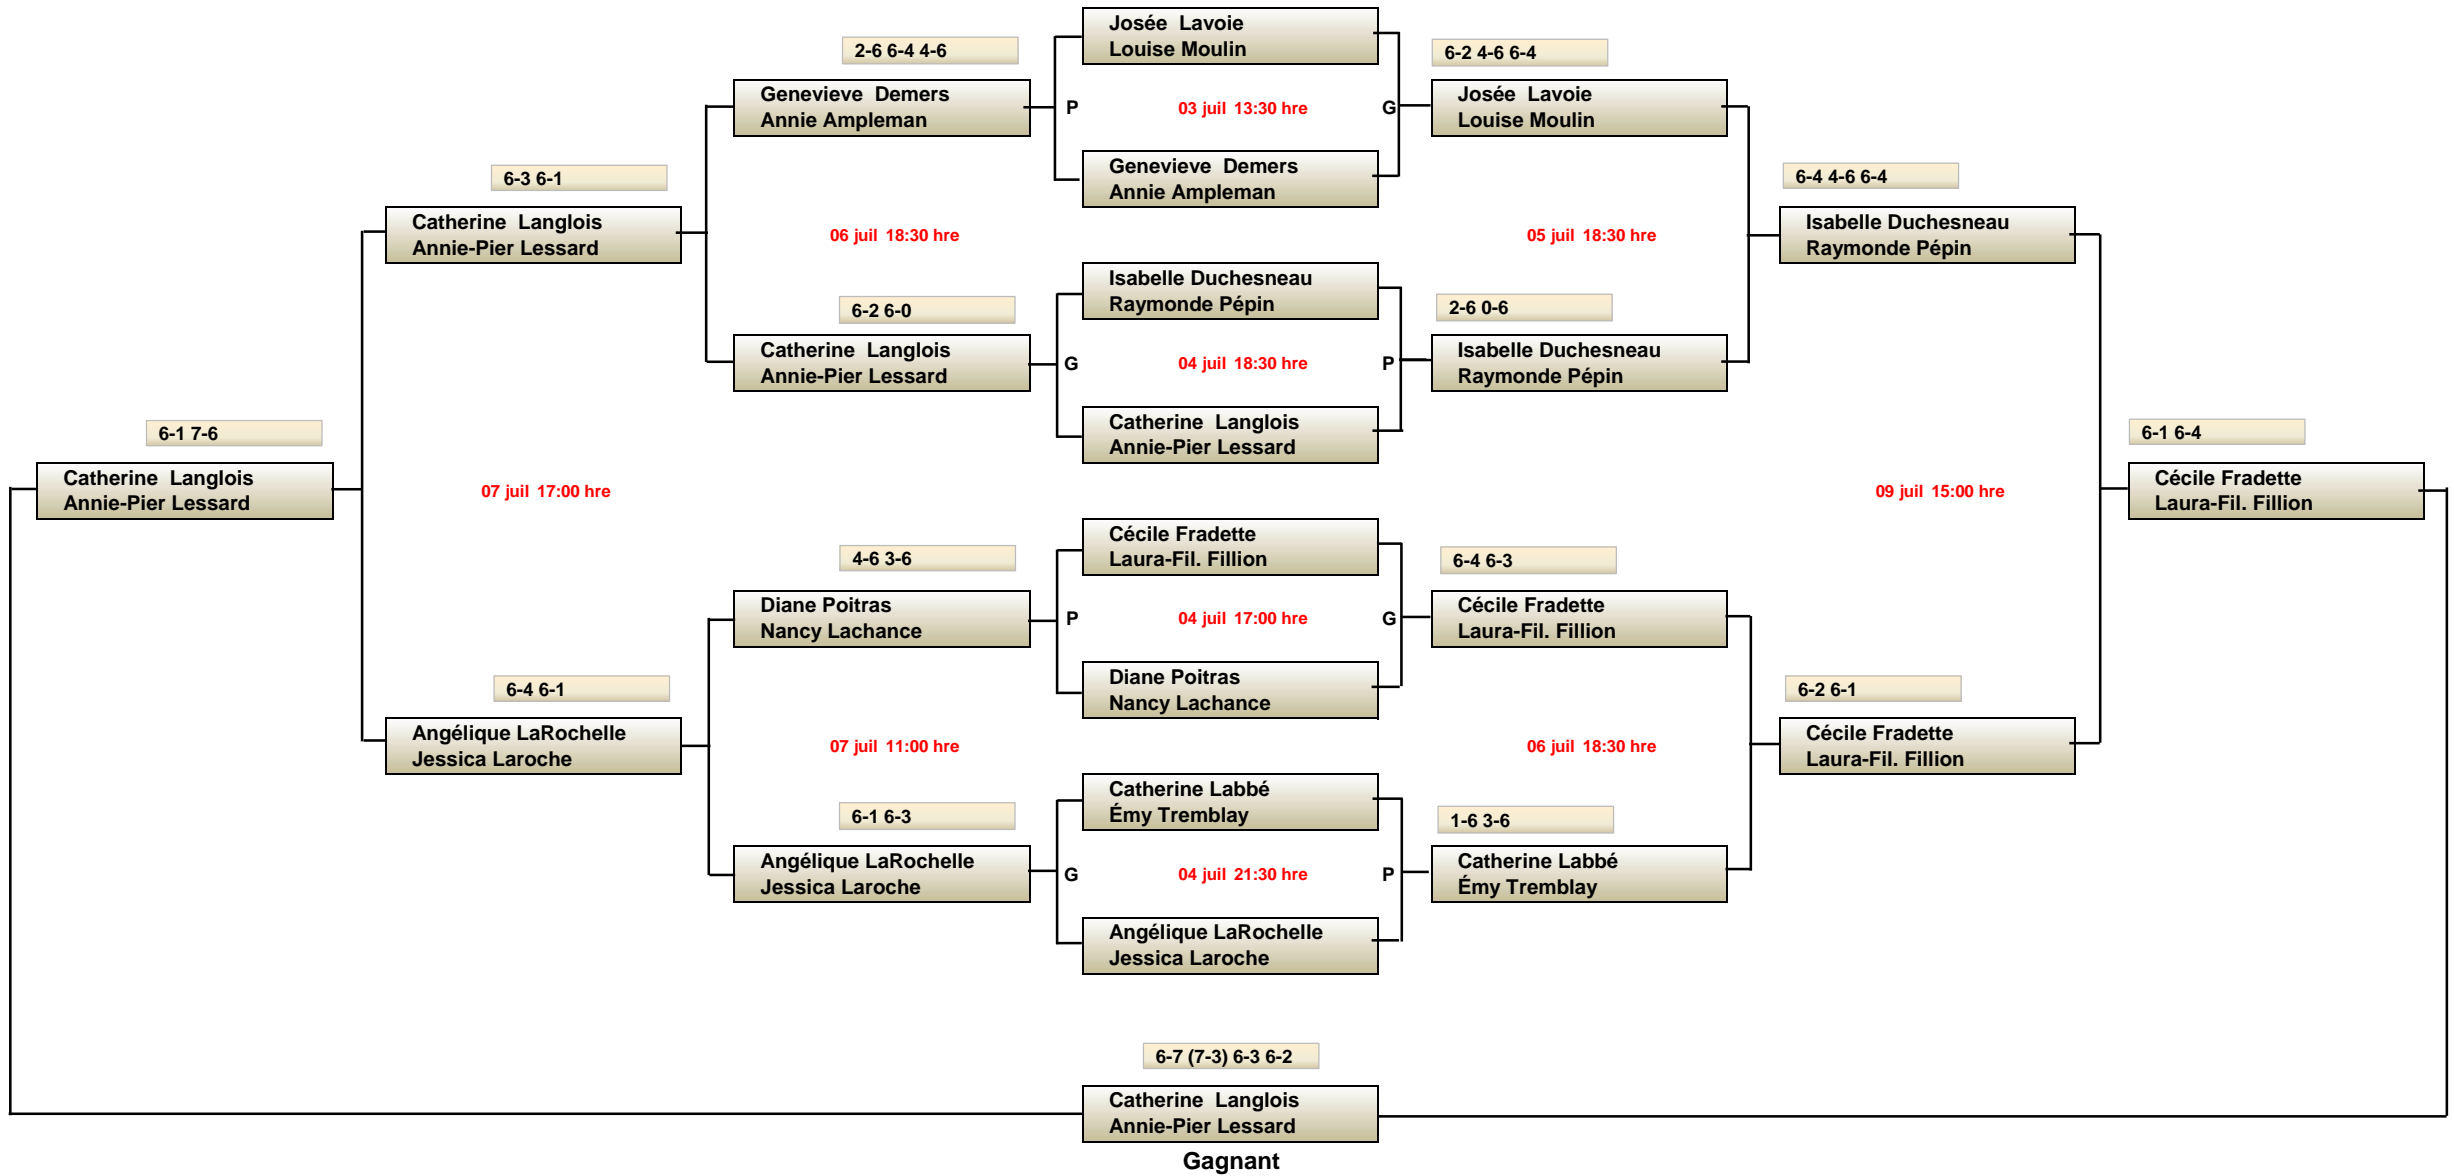 Josée  Lavoie
Louise Moulin
2-6 6-4 4-6
6-2 4-6 6-4
Genevieve  Demers
Annie Ampleman
P
03 juil  13:30 hre
G
Josée  Lavoie
Louise Moulin
Genevieve  Demers
Annie Ampleman
6-3 6-1
6-4 4-6 6-4
Catherine  Langlois
Annie-Pier Lessard
06 juil  18:30 hre
05 juil  18:30 hre
Isabelle Duchesneau
Raymonde Pépin
Isabelle Duchesneau
Raymonde Pépin
6-2 6-0
2-6 0-6
Catherine  Langlois
Annie-Pier Lessard
G
04 juil  18:30 hre
P
Isabelle Duchesneau
Raymonde Pépin
Catherine  Langlois
Annie-Pier Lessard
6-1 7-6
6-1 6-4
Catherine  Langlois
Annie-Pier Lessard
07 juil  17:00 hre
09 juil  15:00 hre
Cécile Fradette
Laura-Fil. Fillion
Cécile Fradette
Laura-Fil. Fillion
4-6 3-6
6-4 6-3
Diane Poitras
Nancy Lachance
P
04 juil  17:00 hre
G
Cécile Fradette
Laura-Fil. Fillion
Diane Poitras
Nancy Lachance
6-4 6-1
6-2 6-1
Angélique LaRochelle
Jessica Laroche
07 juil  11:00 hre
06 juil  18:30 hre
Cécile Fradette
Laura-Fil. Fillion
Catherine Labbé
Émy Tremblay
6-1 6-3
1-6 3-6
Angélique LaRochelle
Jessica Laroche
G
04 juil  21:30 hre
P
Catherine Labbé
Émy Tremblay
Angélique LaRochelle
Jessica Laroche
6-7 (7-3) 6-3 6-2
Catherine  Langlois
Annie-Pier Lessard
Gagnant